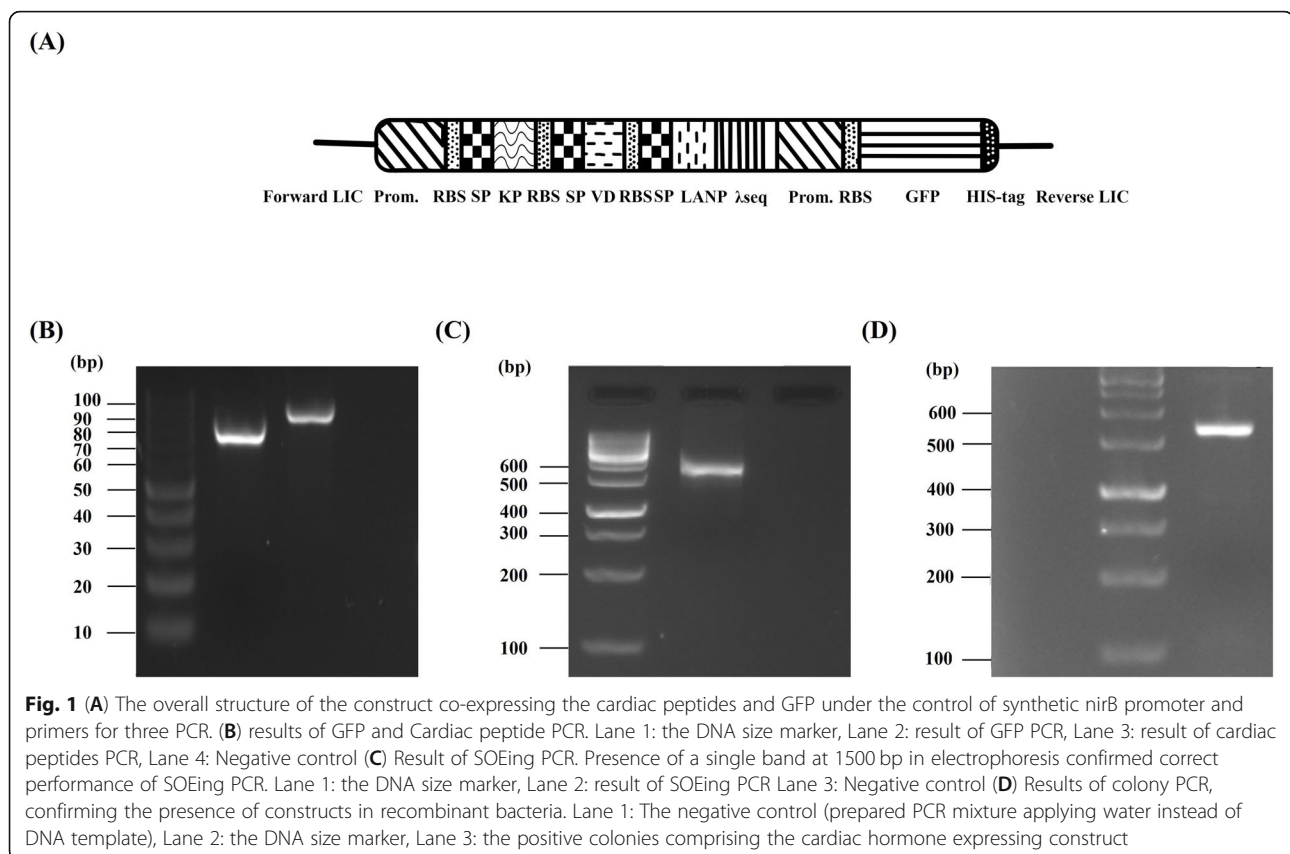 (A)
Forward LIC Prom. RBS SP KP RBS SP VD RBS SP LANP λseq Prom. RBS GFP HIS-tag Reverse LIC
(B)
(bp)
100
90
80
70
60
50
40
30
20
10
(C)
(bp)
600
500
400
300
200
100
(D)
(bp)
600
500
400
300
200
100
Fig. 1 (A) The overall structure of the construct co-expressing the cardiac peptides and GFP under the control of synthetic nirB promoter and
primers for three PCR. (B) results of GFP and Cardiac peptide PCR. Lane 1: the DNA size marker, Lane 2: result of GFP PCR, Lane 3: result of cardiac
peptides PCR, Lane 4: Negative control (C) Result of SOEing PCR. Presence of a single band at 1500 bp in electrophoresis confirmed correct
performance of SOEing PCR. Lane 1: the DNA size marker, Lane 2: result of SOEing PCR Lane 3: Negative control (D) Results of colony PCR,
confirming the presence of constructs in recombinant bacteria. Lane 1: The negative control (prepared PCR mixture applying water instead of
DNA template), Lane 2: the DNA size marker, Lane 3: the positive colonies comprising the cardiac hormone expressing construct